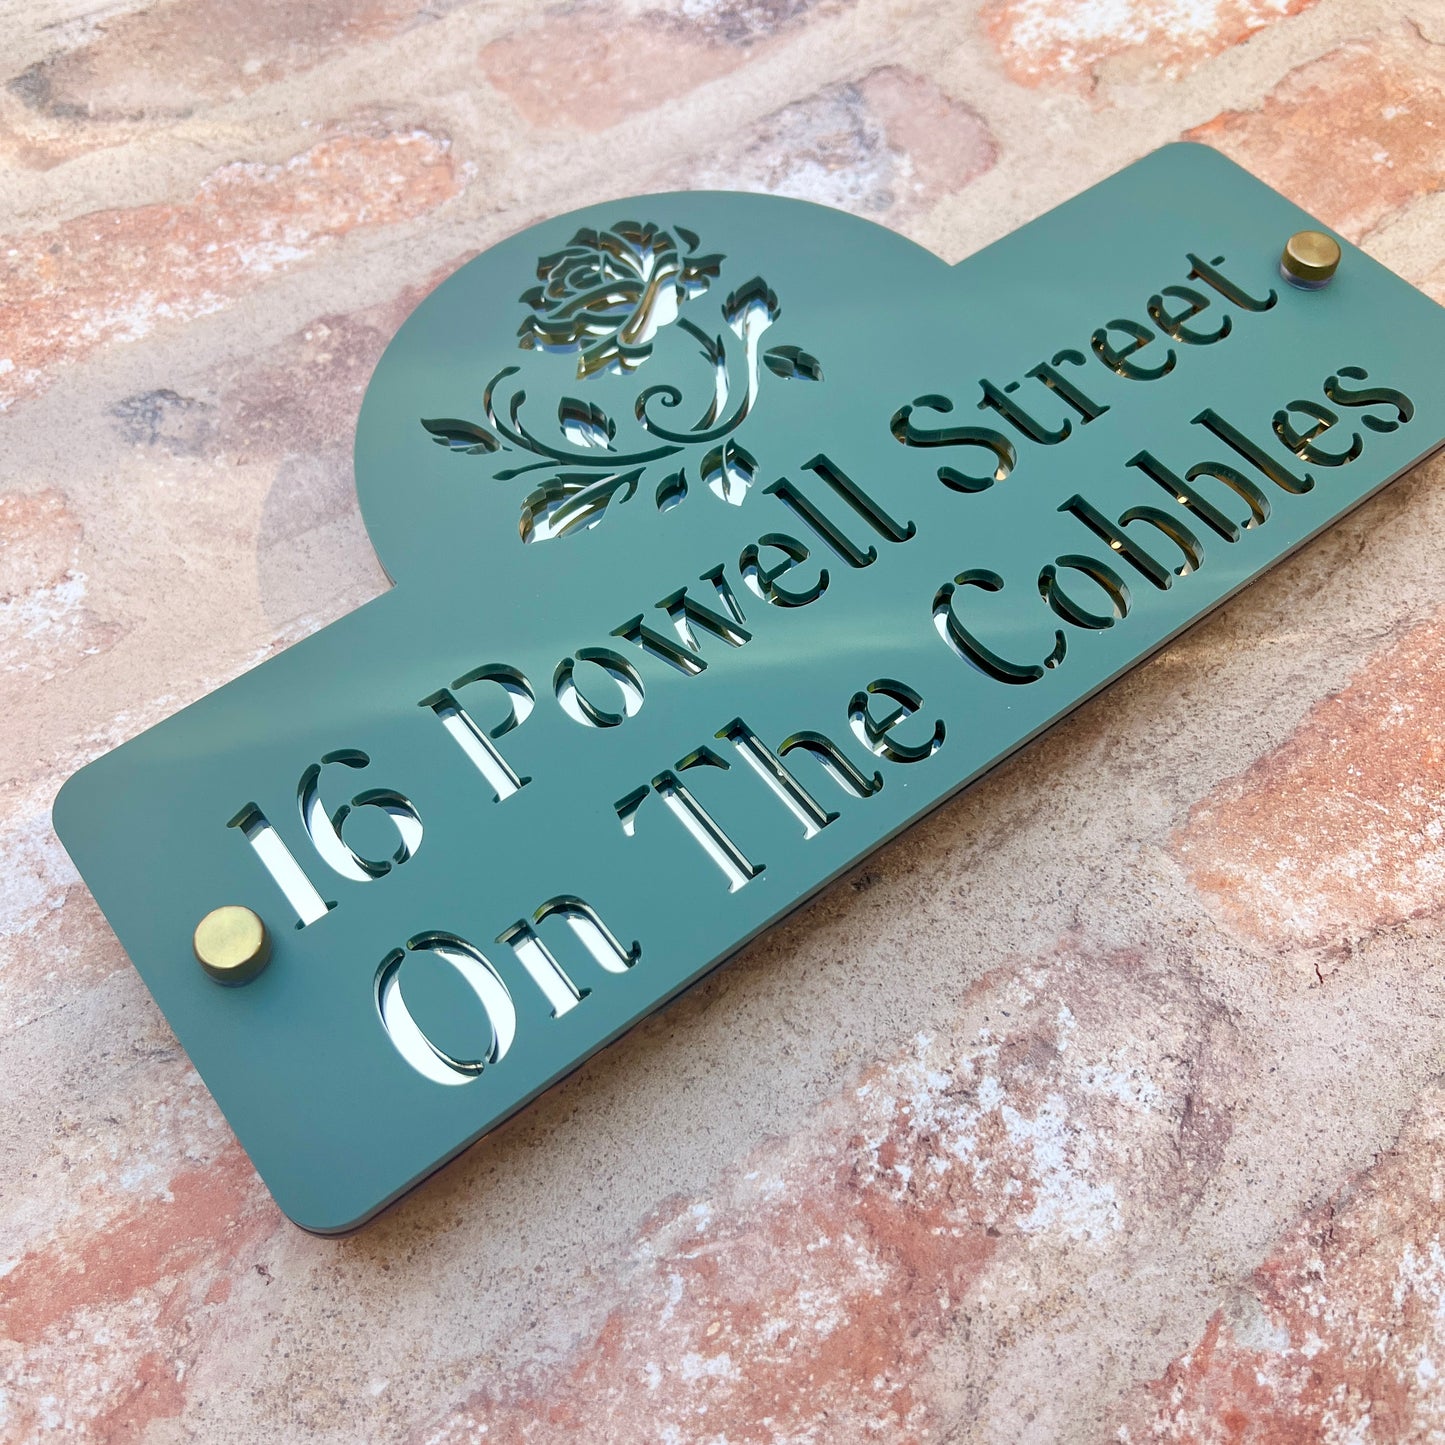 16 Powell Street
On The Cobbles